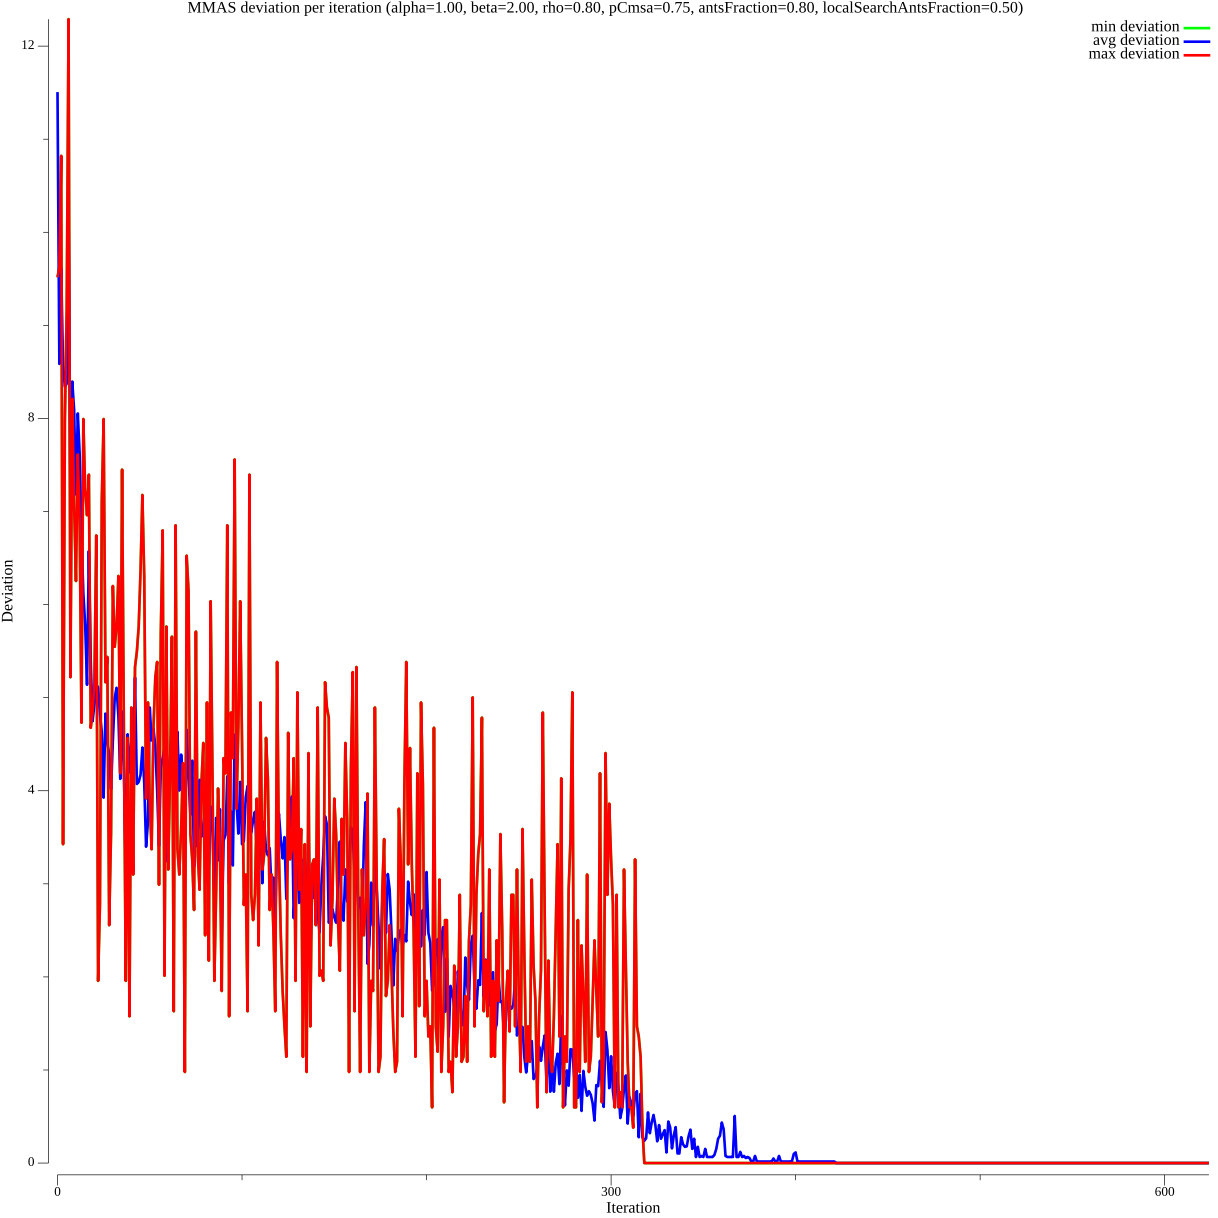 MMAS deviation per iteration (alpha=1.00, beta=2.00, rho=0.80, pCmsa=0.75, antsFraction=0.80, localSearchAntsFraction=0.50)
min deviation
avg deviation
max deviation
12
8
4
0
Deviation
0
300
600
Iteration